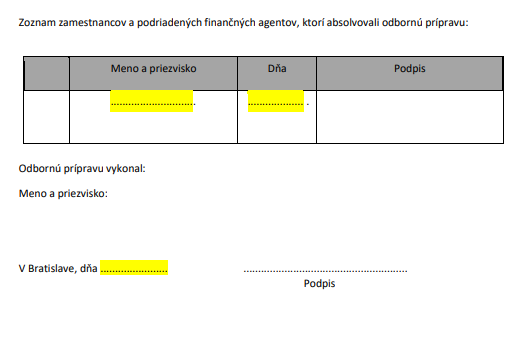 Zoznam zamestnancov a podriadených finančných agentov, ktorí absolvovali odbornú prípravu:
Meno a priezvisko Dňa Podpis
............................. ................... .
Odbornú prípravu vykonal:
Meno a priezvisko:
V Bratislave, dňa ....................... ........................................................
Podpis